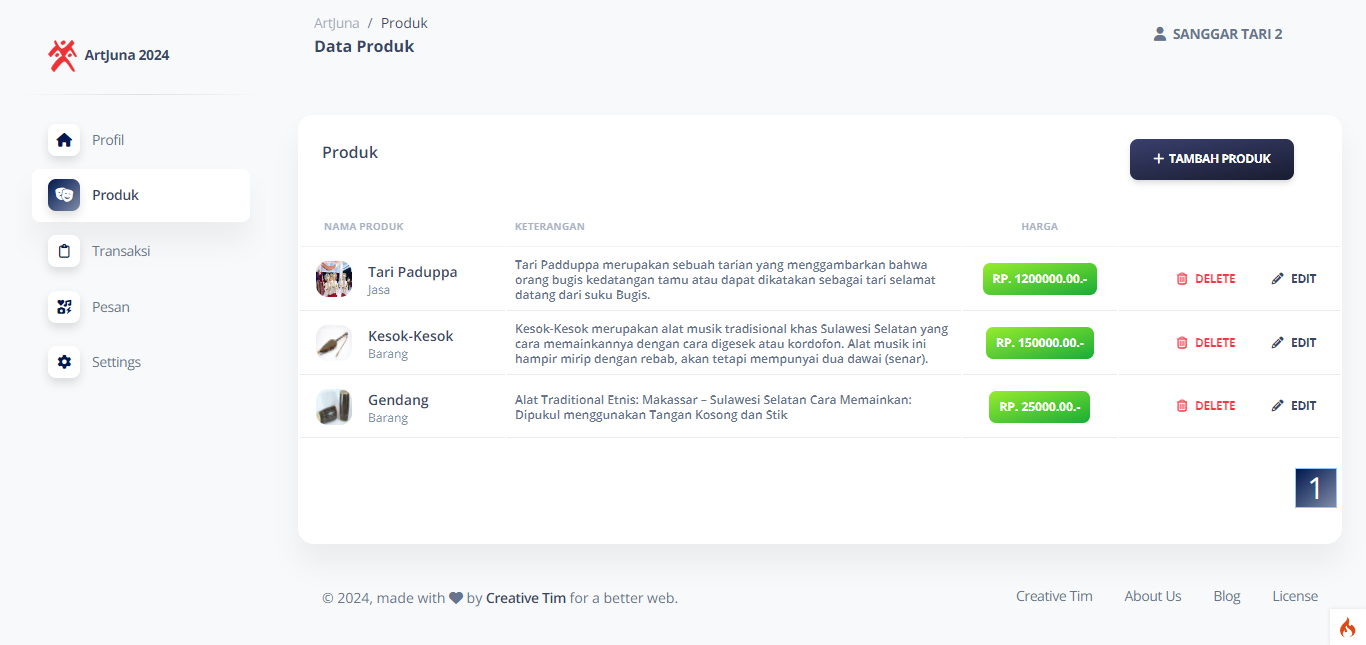 ArtJuna / Produk
Data Produk
SANGGAR TARI 2
ArtJuna 2024
Profil
Produk
Transaksi
Pesan
Settings
Produk
+ TAMBAH PRODUK
NAMA PRODUK KETERANGAN HARGA
Tari Paduppa
Jasa
Tari Padduppa merupakan sebuah tarian yang menggambarkan bahwa
orang bugis kedatangan tamu atau dapat dikatakan sebagai tari selamat
datang dari suku Bugis.
RP. 1200000.00.-
DELETE EDIT
Kesok-Kesok
Barang
Kesok-Kesok merupakan alat musik tradisional khas Sulawesi Selatan yang
cara memainkannya dengan cara digesek atau kordofon. Alat musik ini
hampir mirip dengan rebab, akan tetapi mempunyai dua dawai (senar).
RP. 150000.00.-
DELETE EDIT
Gendang
Barang
Alat Traditional Etnis: Makassar – Sulawesi Selatan Cara Memainkan:
Dipukul menggunakan Tangan Kosong dan Stik
RP. 25000.00.-
DELETE EDIT
1
© 2024, made with ♥ by Creative Tim for a better web.
Creative Tim About Us Blog License